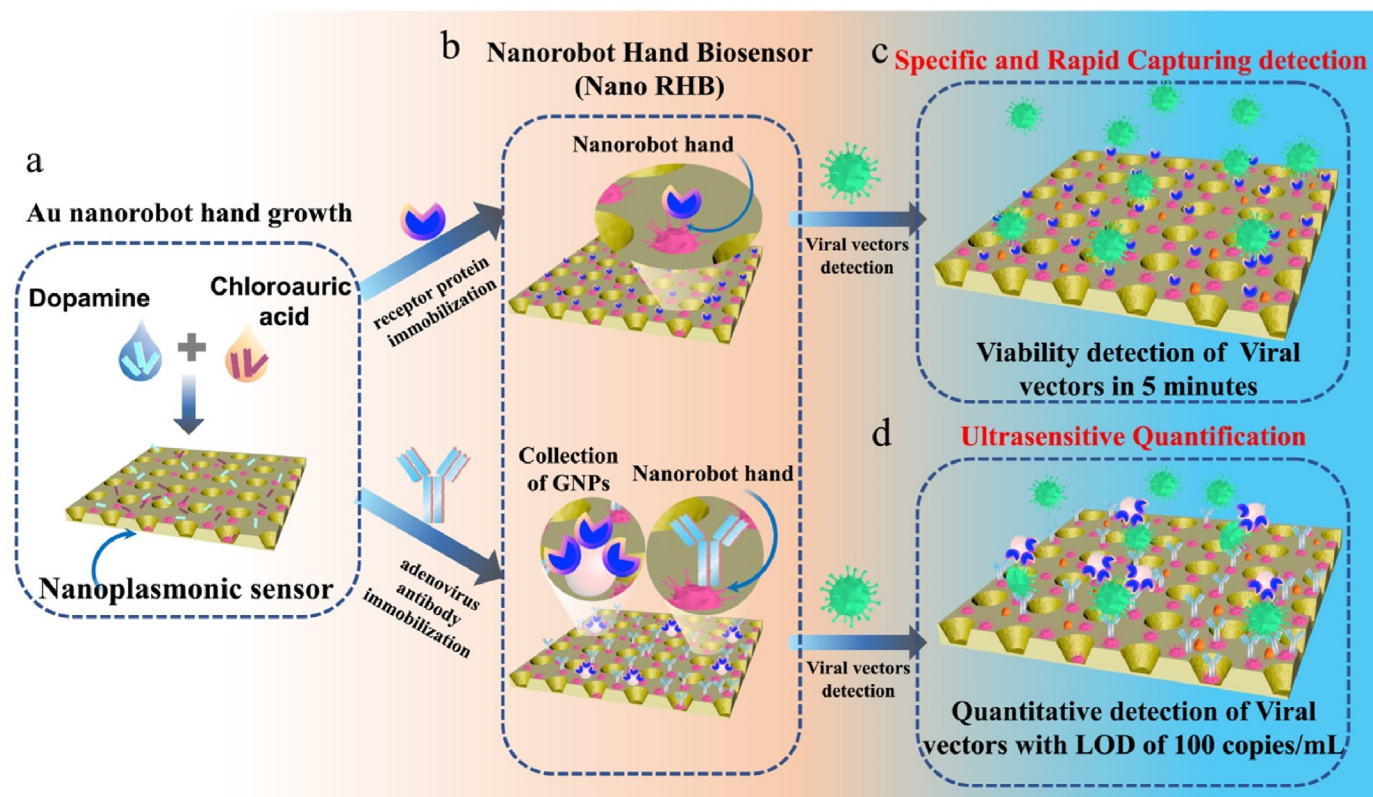 a
Au nanorobot hand growth
Dopamine
Chloroauric
acid
+
Nanoplasmonic sensor
receptor protein
immobilization
adenovirus
antibody
immobilization
b
Nanorobot Hand Biosensor
(Nano RHB)
Nanorobot hand
Collection
of GNPs
Nanorobot hand
Viral vectors
detection
Viral vectors
detection
c
Specific and Rapid Capturing detection
Viability detection of Viral
vectors in 5 minutes
d
Ultrasensitive Quantification
Quantitative detection of Viral
vectors with LOD of 100 copies/mL